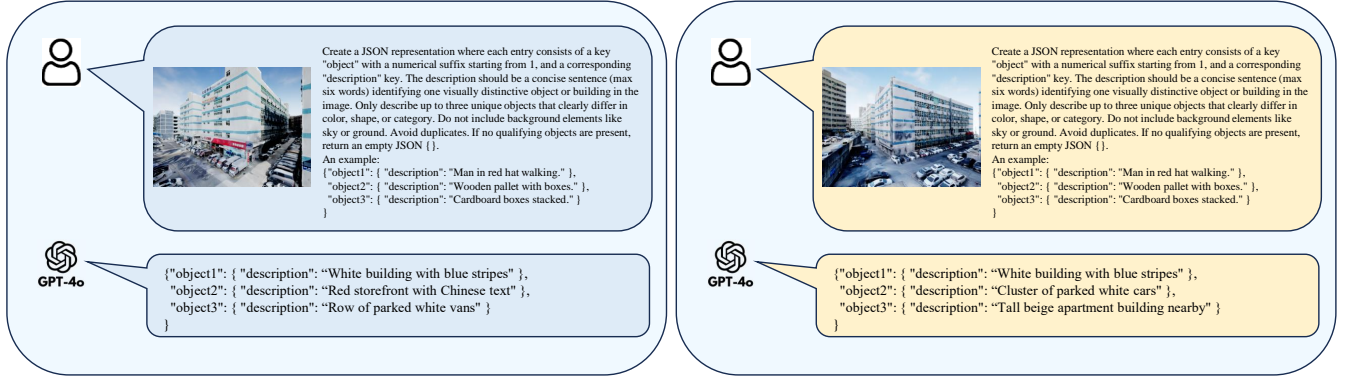 Create a JSON representation where each entry consists of a key
"object" with a numerical suffix starting from 1, and a corresponding
"description" key. The description should be a concise sentence (max
six words) identifying one visually distinctive object or building in the
image. Only describe up to three unique objects that clearly differ in
color, shape, or category. Do not include background elements like
sky or ground. Avoid duplicates. If no qualifying objects are present,
return an empty JSON {}.
An example:
{"object1": { "description": "Man in red hat walking." },
"object2": { "description": "Wooden pallet with boxes." },
"object3": { "description": "Cardboard boxes stacked." }
}
GPT-4o
{"object1": { "description": “White building with blue stripes" },
"object2": { "description": “Red storefront with Chinese text" },
"object3": { "description": “Row of parked white vans" }
}
Create a JSON representation where each entry consists of a key
"object" with a numerical suffix starting from 1, and a corresponding
"description" key. The description should be a concise sentence (max
six words) identifying one visually distinctive object or building in the
image. Only describe up to three unique objects that clearly differ in
color, shape, or category. Do not include background elements like
sky or ground. Avoid duplicates. If no qualifying objects are present,
return an empty JSON {}.
An example:
{"object1": { "description": "Man in red hat walking." },
"object2": { "description": "Wooden pallet with boxes." },
"object3": { "description": "Cardboard boxes stacked." }
}
GPT-4o
{"object1": { "description": “White building with blue stripes" },
"object2": { "description": “Cluster of parked white cars" },
"object3": { "description": “Tall beige apartment building nearby" }
}